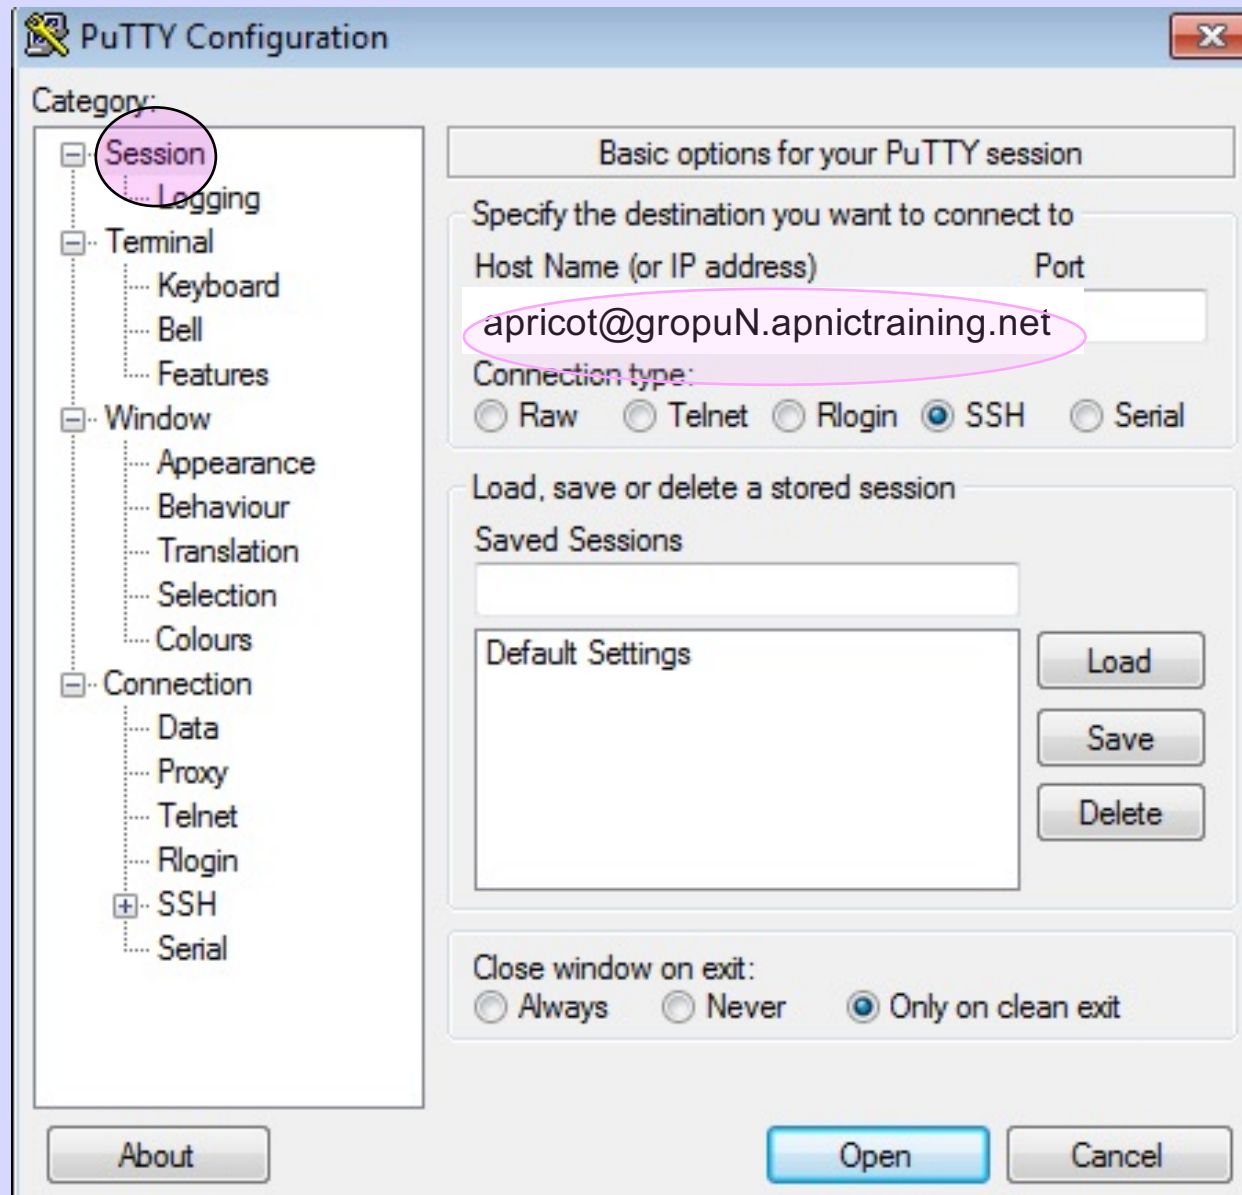 PuTTY Configuration
Category:
Session
Logging
Terminal
Keyboard
Bell
Features
Window
Appearance
Behaviour
Translation
Selection
Colours
Connection
Data
Proxy
Telnet
Rlogin
SSH
Serial
Basic options for your PuTTY session
Specify the destination you want to connect to
Host Name (or IP address) Port
apricot@gropuN.apnictraining.net
Connection type:
Raw Telnet Rlogin SSH Serial
Load, save or delete a stored session
Saved Sessions
Default Settings
Load
Save
Delete
Close window on exit:
Always Never Only on clean exit
About Open Cancel